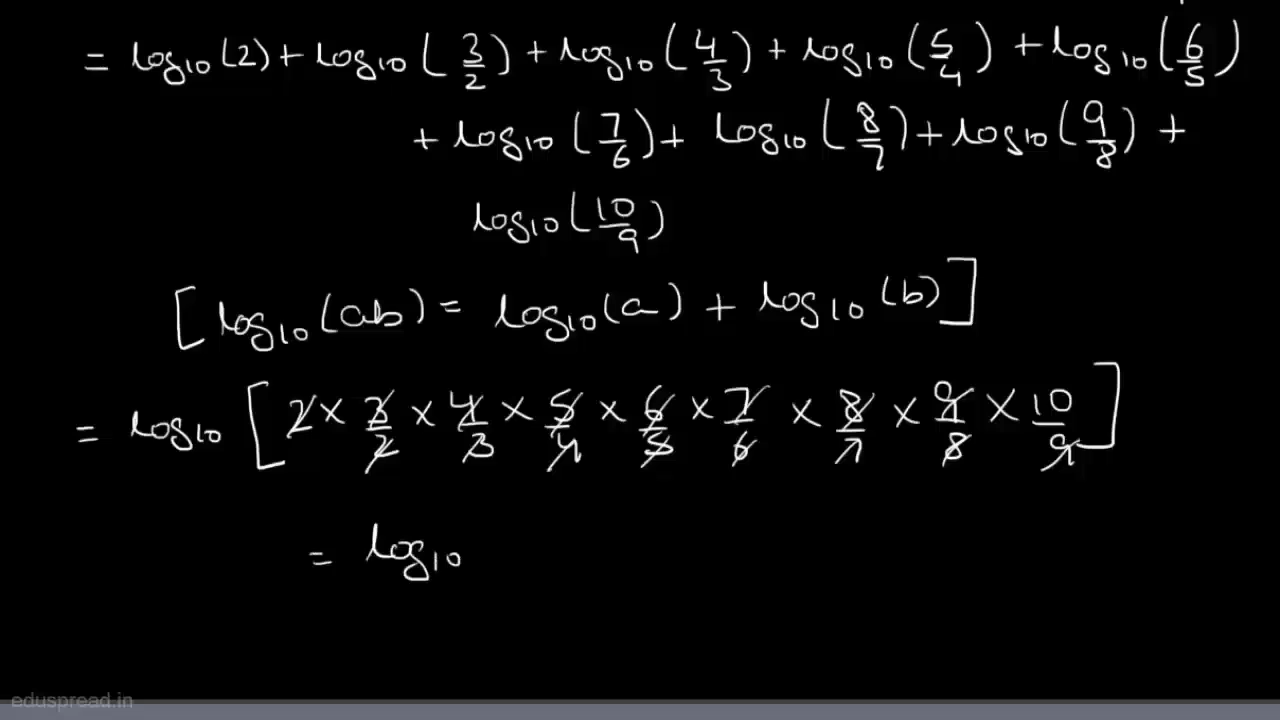 = log₁₀(2) + log₁₀(3/2) + log₁₀(4/3) + log₁₀(5/4) + log₁₀(6/5)
+ log₁₀(7/6) + log₁₀(8/7) + log₁₀(9/8) +
log₁₀(10/9)
[log₁₀(ab) = log₁₀(a) + log₁₀(b)]
= log₁₀[2 × 3/2 × 4/3 × 5/4 × 6/5 × 7/6 × 8/7 × 9/8 × 10/9]
= log₁₀
eduspread.in